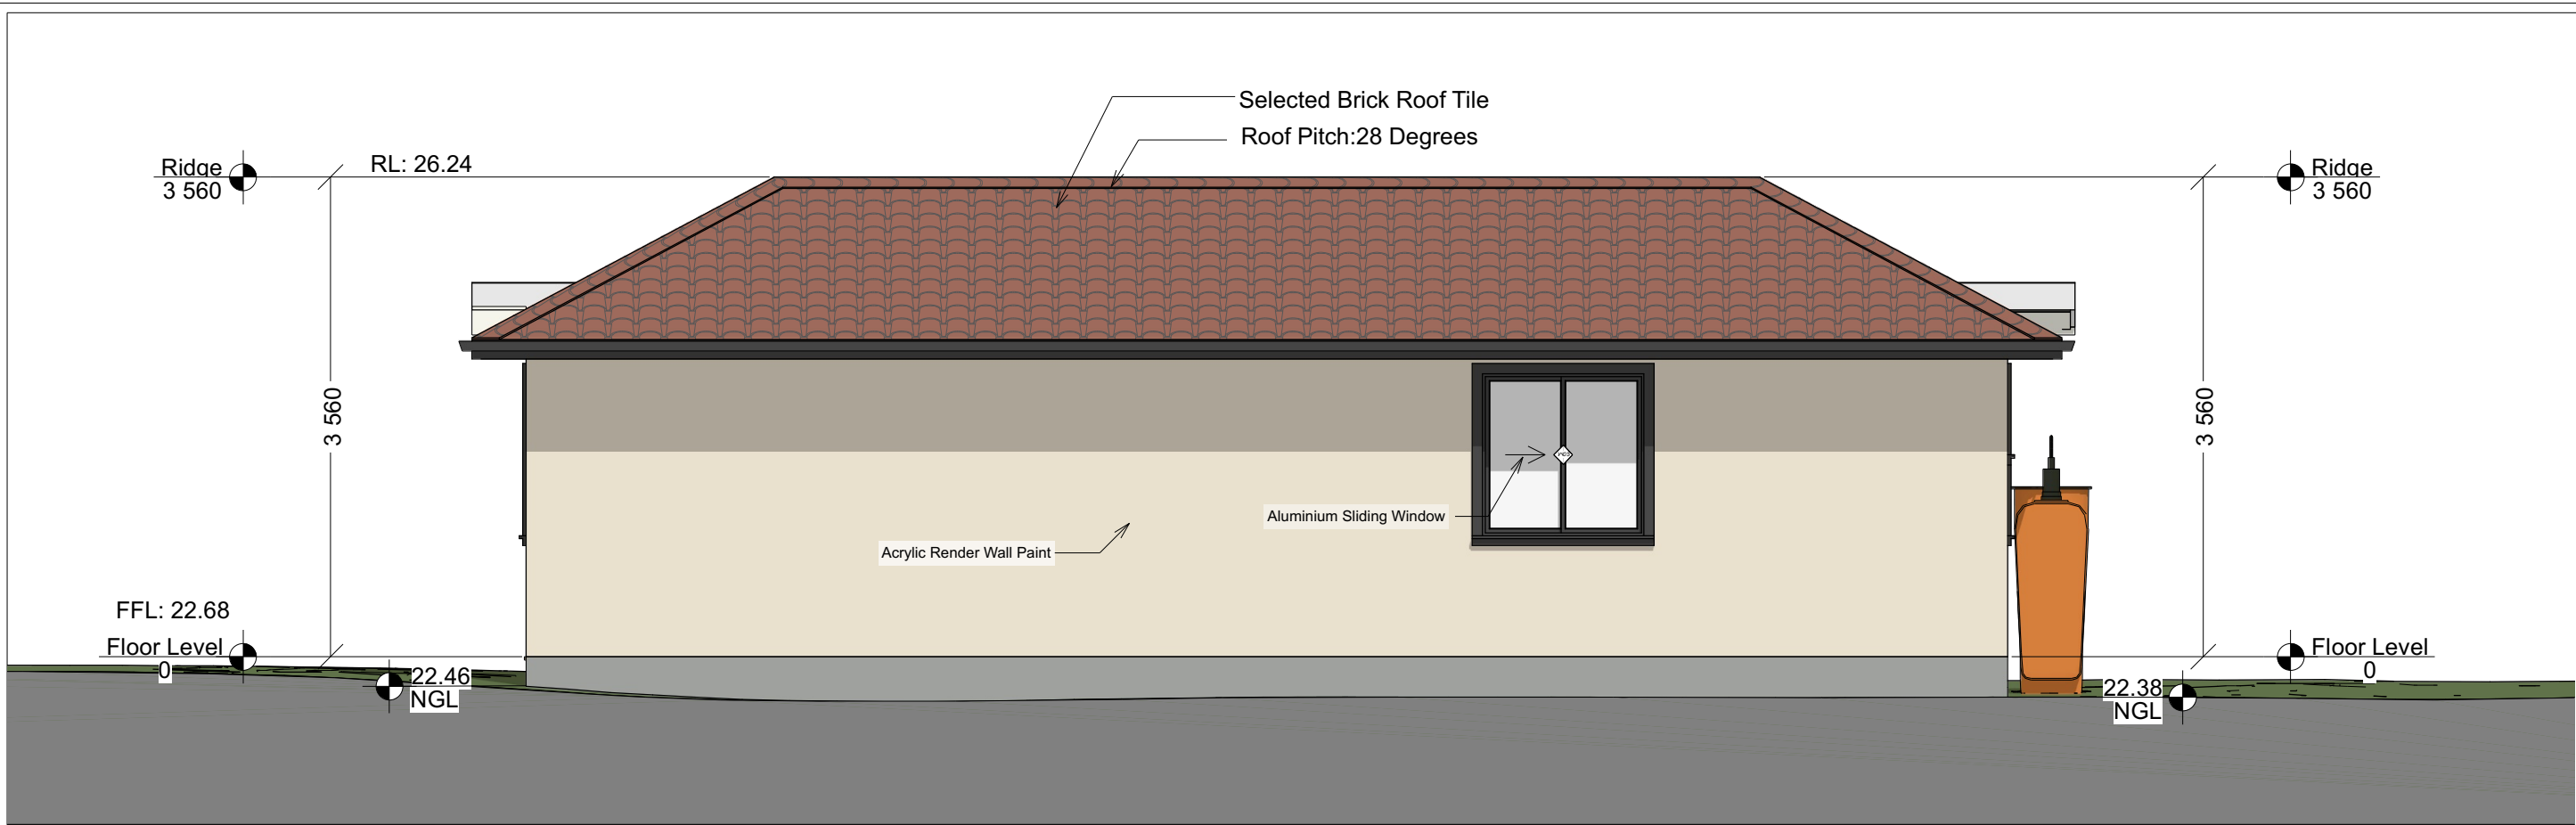 Selected Brick Roof Tile
Roof Pitch:28 Degrees
Ridge
3 560
RL: 26.24
Ridge
3 560
3 560
3 560
Aluminium Sliding Window
Acrylic Render Wall Paint
FFL: 22.68
Floor Level
0
Floor Level
0
22.46
NGL
22.38
NGL